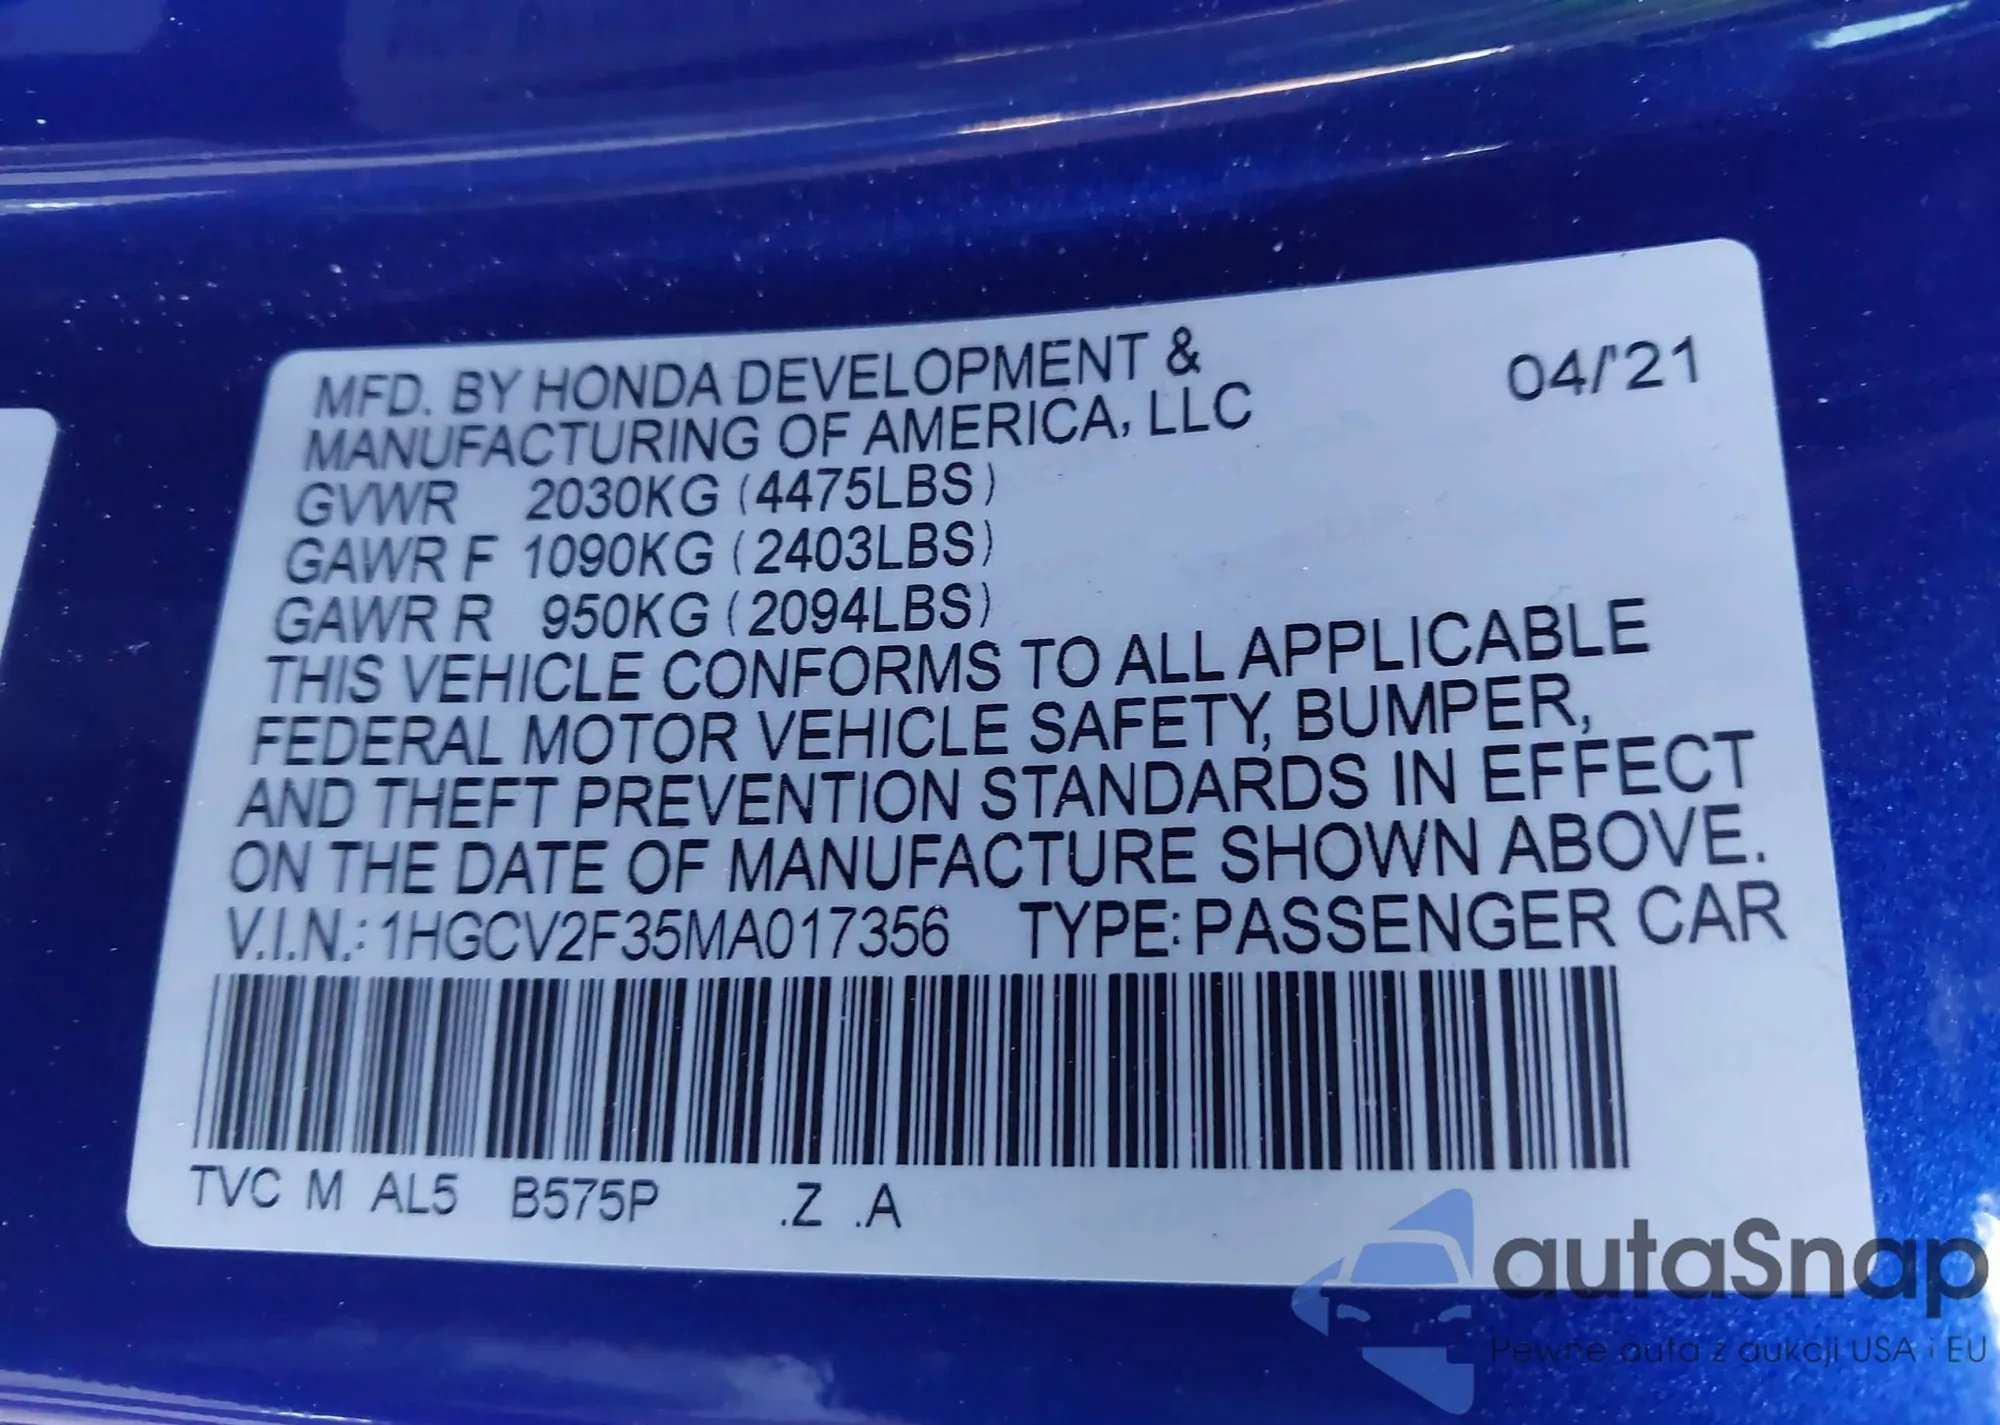 MFD. BY HONDA DEVELOPMENT &
MANUFACTURING OF AMERICA, LLC
04/'21
GVWR 2030KG (4475LBS)
GAWR F 1090KG (2403LBS)
GAWR R 950KG (2094LBS)
THIS VEHICLE CONFORMS TO ALL APPLICABLE
FEDERAL MOTOR VEHICLE SAFETY, BUMPER,
AND THEFT PREVENTION STANDARDS IN EFFECT
ON THE DATE OF MANUFACTURE SHOWN ABOVE.
V.I.N.: 1HGCV2F35MA017356 TYPE: PASSENGER CAR
TVC M AL5 B575P .Z .A
autaSnap
Pewne auta z aukcji USA i EU